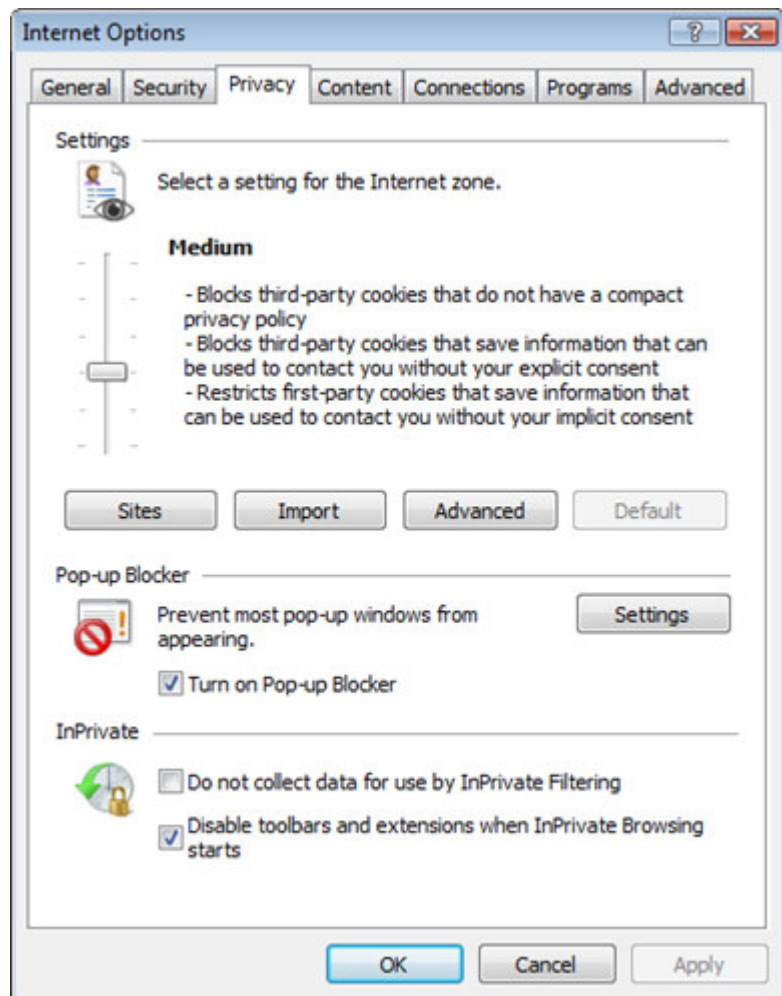 Internet Options
General Security Privacy Content Connections Programs Advanced
Settings
Select a setting for the Internet zone.
Medium
- Blocks third-party cookies that do not have a compact
privacy policy
- Blocks third-party cookies that save information that can
be used to contact you without your explicit consent
- Restricts first-party cookies that save information that
can be used to contact you without your implicit consent
Sites Import Advanced Default
Pop-up Blocker
Prevent most pop-up windows from
appearing.
Settings
Turn on Pop-up Blocker
InPrivate
Do not collect data for use by InPrivate Filtering
Disable toolbars and extensions when InPrivate Browsing
starts
OK Cancel Apply